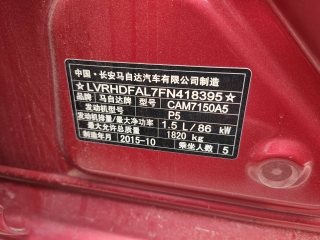 中国·长安马自达汽车有限公司制造
☆LVRHDFAL7FN418395☆
品牌 马自达牌 型号 CAM7150A5
发动机型号 P5
发动机排量/最大净功率 1.5 L/86 kW
最大允许总质量 1820 kg
制造年月 2015-10 乘坐人数 5